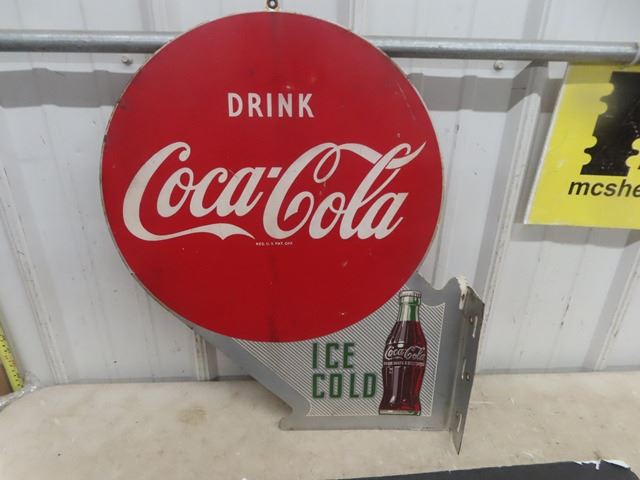 DRINK
Coca-Cola
REG. U.S. PAT. OFF.
ICE
COLD
Coca-Cola
mcshe